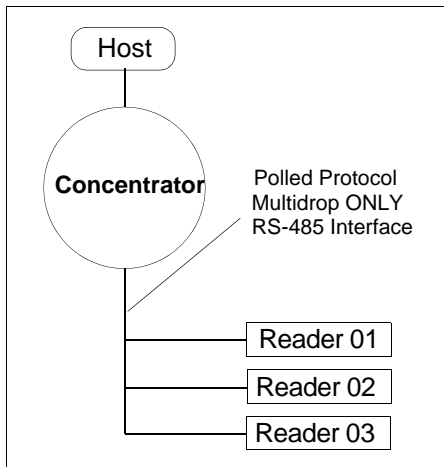 Host
Concentrator
Polled Protocol
Multidrop ONLY
RS-485 Interface
Reader 01
Reader 02
Reader 03